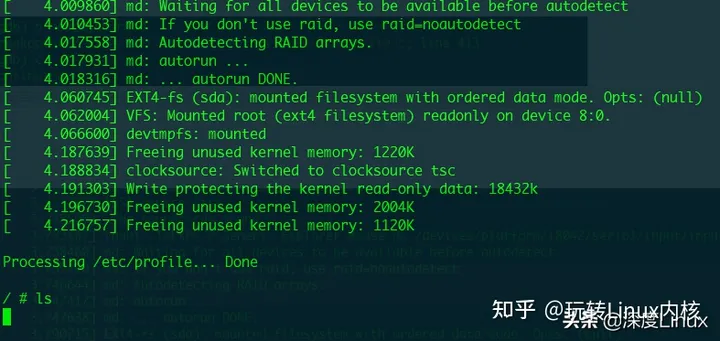 [    4.009860] md: Waiting for all devices to be available before autodetect
[    4.010453] md: If you don't use raid, use raid=noautodetect
[    4.017558] md: Autodetecting RAID arrays.
[    4.017931] md: autorun ...
[    4.018316] md: ... autorun DONE.
[    4.060745] EXT4-fs (sda): mounted filesystem with ordered data mode. Opts: (null)
[    4.062004] VFS: Mounted root (ext4 filesystem) readonly on device 8:0.
[    4.066600] devtmpfs: mounted
[    4.187639] Freeing unused kernel memory: 1220K
[    4.188834] clocksource: Switched to clocksource tsc
[    4.191303] Write protecting the kernel read-only data: 18432k
[    4.196730] Freeing unused kernel memory: 2004K
[    4.216757] Freeing unused kernel memory: 1120K
Processing /etc/profile... Done
/ # ls
知乎 @玩转Linux内核
头条 @深度Linux